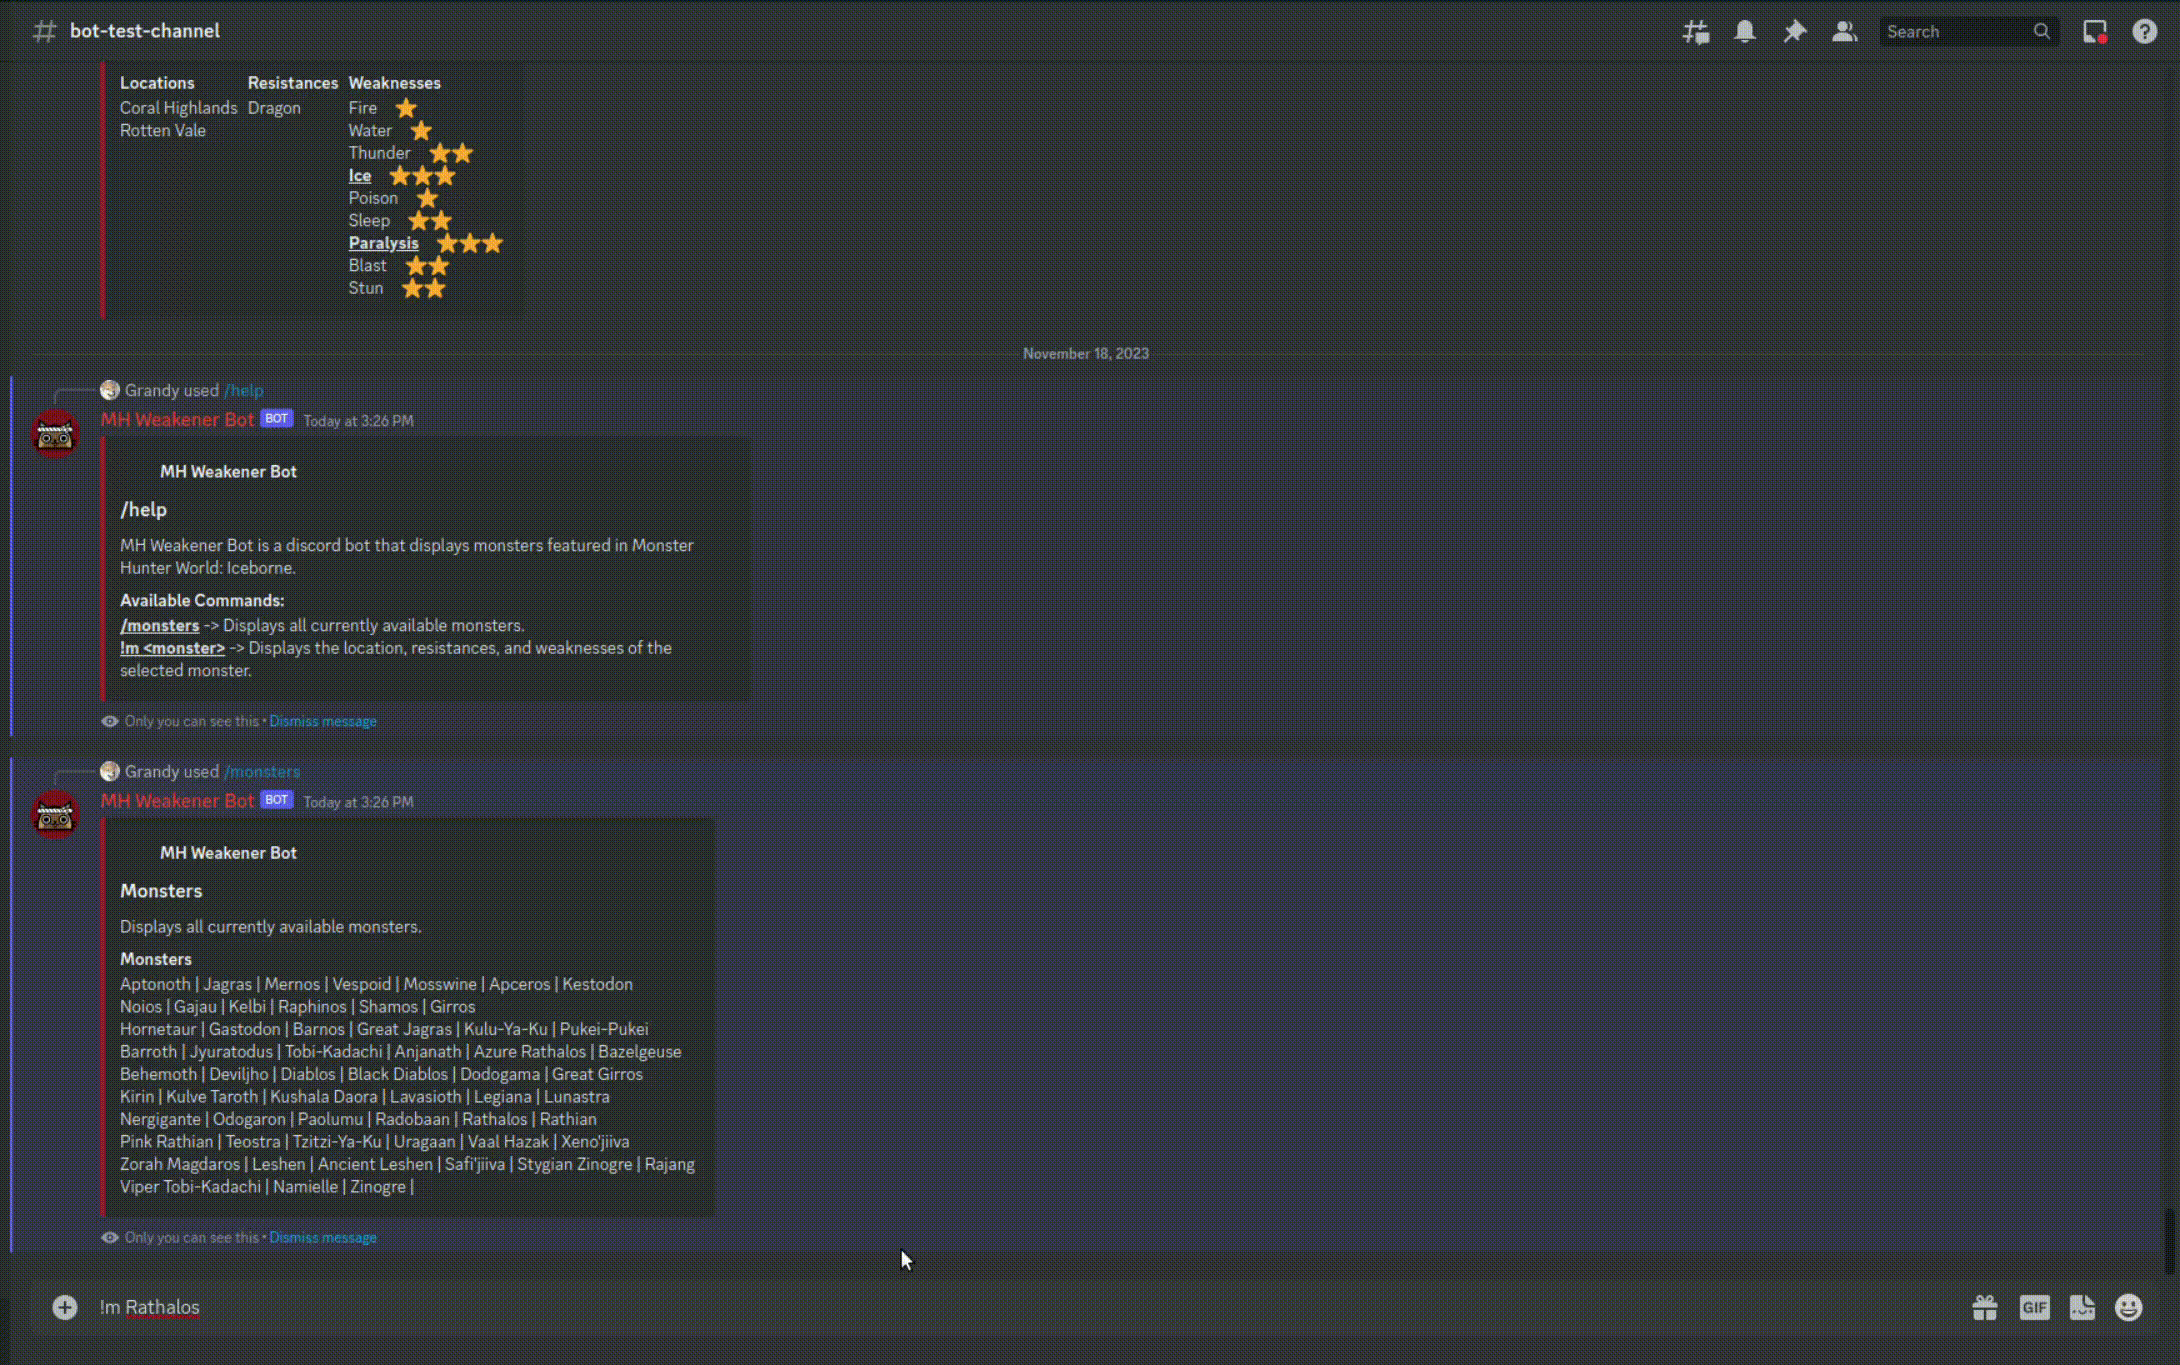 bot-test-channel
Search
Locations Resistances Weaknesses
Coral Highlands Dragon Fire
Rotten Vale Water
Thunder
Ice
Poison
Sleep
Paralysis
Blast
Stun
November 18, 2023
Grandy used /help
MH Weakener Bot BOT Today at 3:26 PM
MH Weakener Bot
/help
MH Weakener Bot is a discord bot that displays monsters featured in Monster
Hunter World: Iceborne.
Available Commands:
/monsters -> Displays all currently available monsters.
!m <monster> -> Displays the location, resistances, and weaknesses of the
selected monster.
Only you can see this • Dismiss message
Grandy used /monsters
MH Weakener Bot BOT Today at 3:26 PM
MH Weakener Bot
Monsters
Displays all currently available monsters.
Monsters
Aptonoth | Jagras | Mernos | Vespoid | Mosswine | Apceros | Kestodon
Noios | Gajau | Kelbi | Raphinos | Shamos | Girros
Hornetaur | Gastodon | Barnos | Great Jagras | Kulu-Ya-Ku | Pukei-Pukei
Barroth | Jyuratodus | Tobi-Kadachi | Anjanath | Azure Rathalos | Bazelgeuse
Behemoth | Deviljho | Diablos | Black Diablos | Dodogama | Great Girros
Kirin | Kulve Taroth | Kushala Daora | Lavasioth | Legiana | Lunastra
Nergigante | Odogaron | Paolumu | Radobaan | Rathalos | Rathian
Pink Rathian | Teostra | Tzitzi-Ya-Ku | Uragaan | Vaal Hazak | Xeno'jiiva
Zorah Magdaros | Leshen | Ancient Leshen | Safi'jiiva | Stygian Zinogre | Rajang
Viper Tobi-Kadachi | Namielle | Zinogre |
Only you can see this • Dismiss message
!m Rathalos
GIF